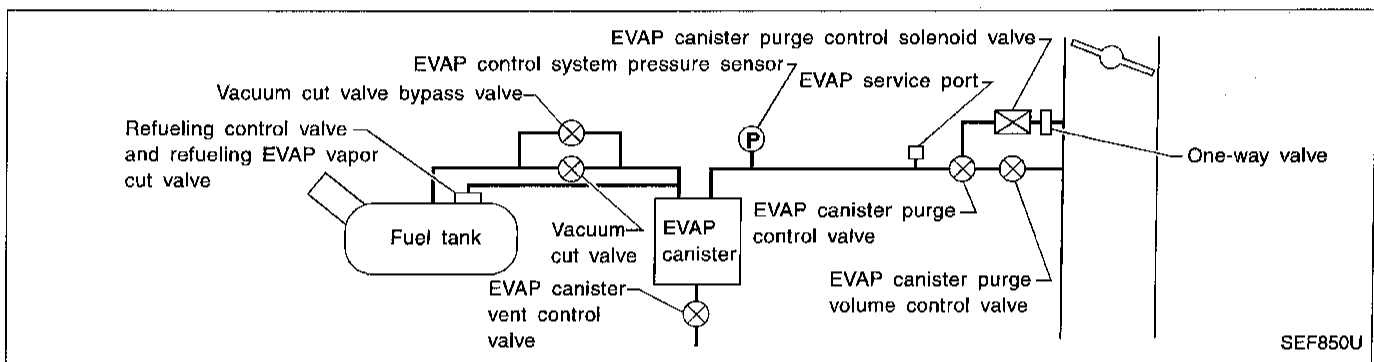 EVAP canister purge control solenoid valve
EVAP control system pressure sensor
EVAP service port
Vacuum cut valve bypass valve
Refueling control valve
and refueling EVAP vapor
cut valve
P
One-way valve
Fuel tank
Vacuum
cut valve
EVAP
canister
EVAP canister purge
control valve
EVAP canister
vent control
valve
EVAP canister purge
volume control valve
SEF850U